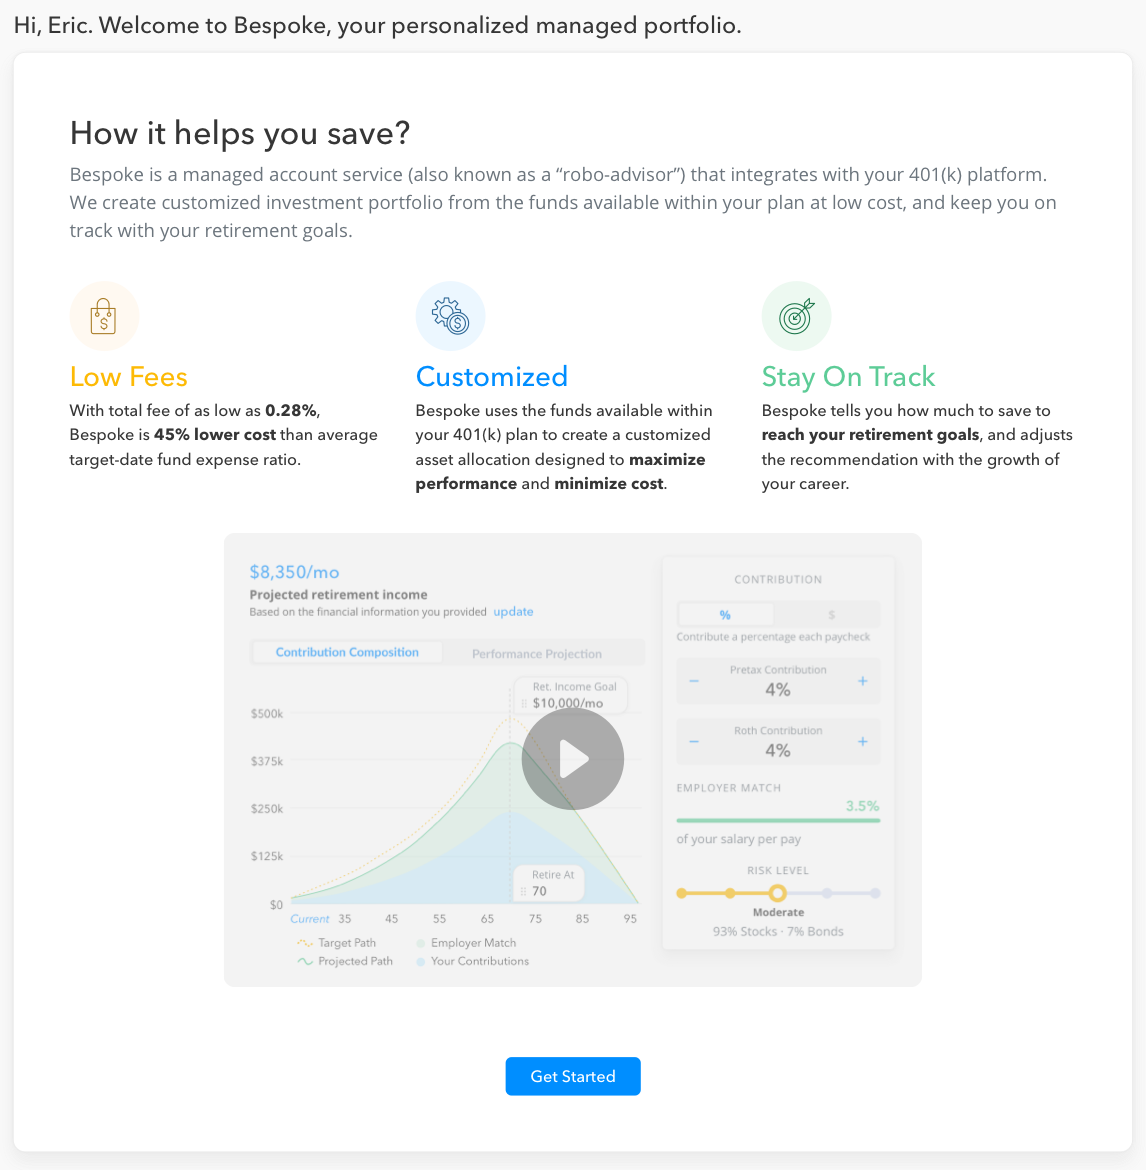 Hi, Eric. Welcome to Bespoke, your personalized managed portfolio.
How it helps you save?
Bespoke is a managed account service (also known as a “robo-advisor”) that integrates with your 401(k) platform.
We create customized investment portfolio from the funds available within your plan at low cost, and keep you on
track with your retirement goals.
Low Fees
With total fee of as low as 0.28%,
Bespoke is 45% lower cost than average
target-date fund expense ratio.
Customized
Bespoke uses the funds available within
your 401(k) plan to create a customized
asset allocation designed to maximize
performance and minimize cost.
Stay On Track
Bespoke tells you how much to save to
reach your retirement goals, and adjusts
the recommendation with the growth of
your career.
$8,350/mo
Projected retirement income
Based on the financial information you provided update
Contribution Composition Performance Projection
Ret. Income Goal
$10,000/mo
$500k
$375k
$250k
$125k
$0
Retire At
70
Current 35 45 55 65 75 85 95
Target Path Employer Match
Projected Path Your Contributions
CONTRIBUTION
% $
Contribute a percentage each paycheck
Pretax Contribution
− 4% +
Roth Contribution
− 4% +
EMPLOYER MATCH
3.5%
of your salary per pay
RISK LEVEL
Moderate
93% Stocks · 7% Bonds
Get Started